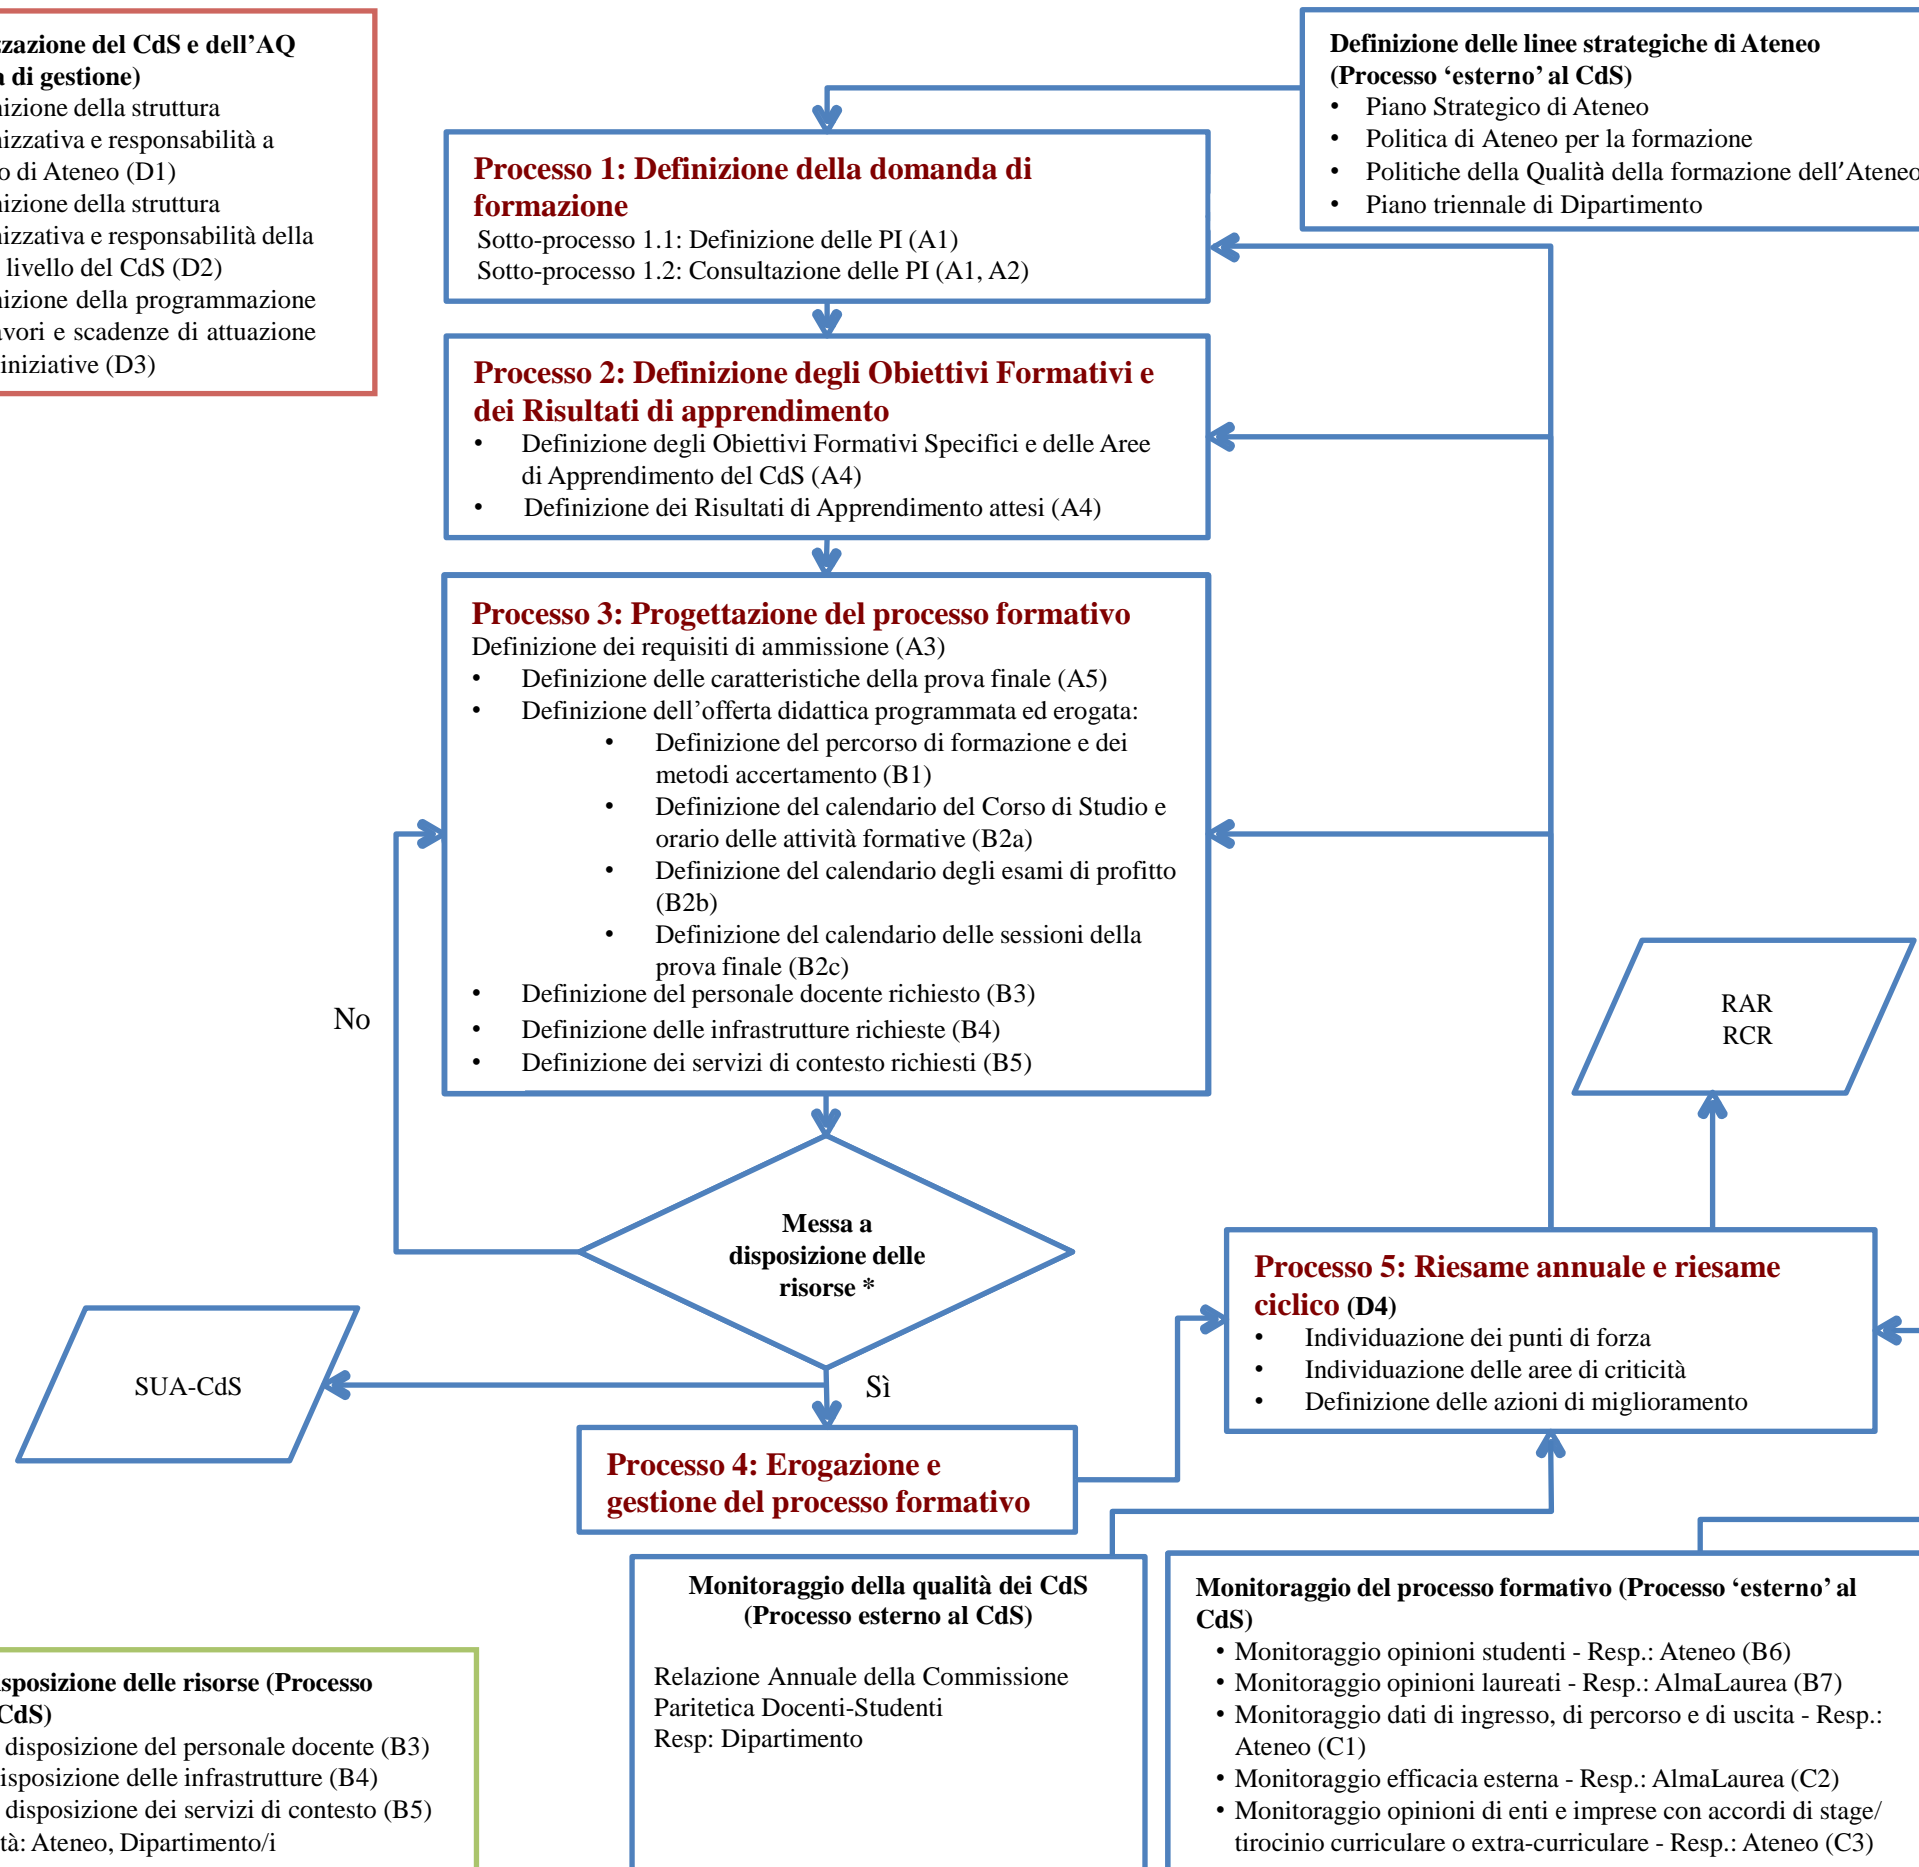 zazione del CdS e dell’AQ
a di gestione)
nizione della struttura
nizzativa e responsabilità a
o di Ateneo (D1)
nizione della struttura
nizzativa e responsabilità della
livello del CdS (D2)
nizione della programmazione
avori e scadenze di attuazione
iniziative (D3)
Definizione delle linee strategiche di Ateneo
(Processo ‘esterno’ al CdS)
• Piano Strategico di Ateneo
• Politica di Ateneo per la formazione
• Politiche della Qualità della formazione dell’Ateneo
• Piano triennale di Dipartimento
Processo 1: Definizione della domanda di
formazione
Sotto-processo 1.1: Definizione delle PI (A1)
Sotto-processo 1.2: Consultazione delle PI (A1, A2)
Processo 2: Definizione degli Obiettivi Formativi e
dei Risultati di apprendimento
• Definizione degli Obiettivi Formativi Specifici e delle Aree
di Apprendimento del CdS (A4)
• Definizione dei Risultati di Apprendimento attesi (A4)
Processo 3: Progettazione del processo formativo
Definizione dei requisiti di ammissione (A3)
• Definizione delle caratteristiche della prova finale (A5)
• Definizione dell’offerta didattica programmata ed erogata:
• Definizione del percorso di formazione e dei
metodi accertamento (B1)
• Definizione del calendario del Corso di Studio e
orario delle attività formative (B2a)
• Definizione del calendario degli esami di profitto
(B2b)
• Definizione del calendario delle sessioni della
prova finale (B2c)
• Definizione del personale docente richiesto (B3)
• Definizione delle infrastrutture richieste (B4)
• Definizione dei servizi di contesto richiesti (B5)
No
RAR
RCR
Messa a
disposizione delle
risorse *
Processo 5: Riesame annuale e riesame
ciclico (D4)
• Individuazione dei punti di forza
• Individuazione delle aree di criticità
• Definizione delle azioni di miglioramento
SUA-CdS
Sì
Processo 4: Erogazione e
gestione del processo formativo
Monitoraggio della qualità dei CdS
(Processo esterno al CdS)
Relazione Annuale della Commissione
Paritetica Docenti-Studenti
Resp: Dipartimento
Monitoraggio del processo formativo (Processo ‘esterno’ al
CdS)
• Monitoraggio opinioni studenti - Resp.: Ateneo (B6)
• Monitoraggio opinioni laureati - Resp.: AlmaLaurea (B7)
• Monitoraggio dati di ingresso, di percorso e di uscita - Resp.:
Ateneo (C1)
• Monitoraggio efficacia esterna - Resp.: AlmaLaurea (C2)
• Monitoraggio opinioni di enti e imprese con accordi di stage/
tirocinio curriculare o extra-curriculare - Resp.: Ateneo (C3)
sposizione delle risorse (Processo
CdS)
disposizione del personale docente (B3)
isposizione delle infrastrutture (B4)
disposizione dei servizi di contesto (B5)
tà: Ateneo, Dipartimento/i